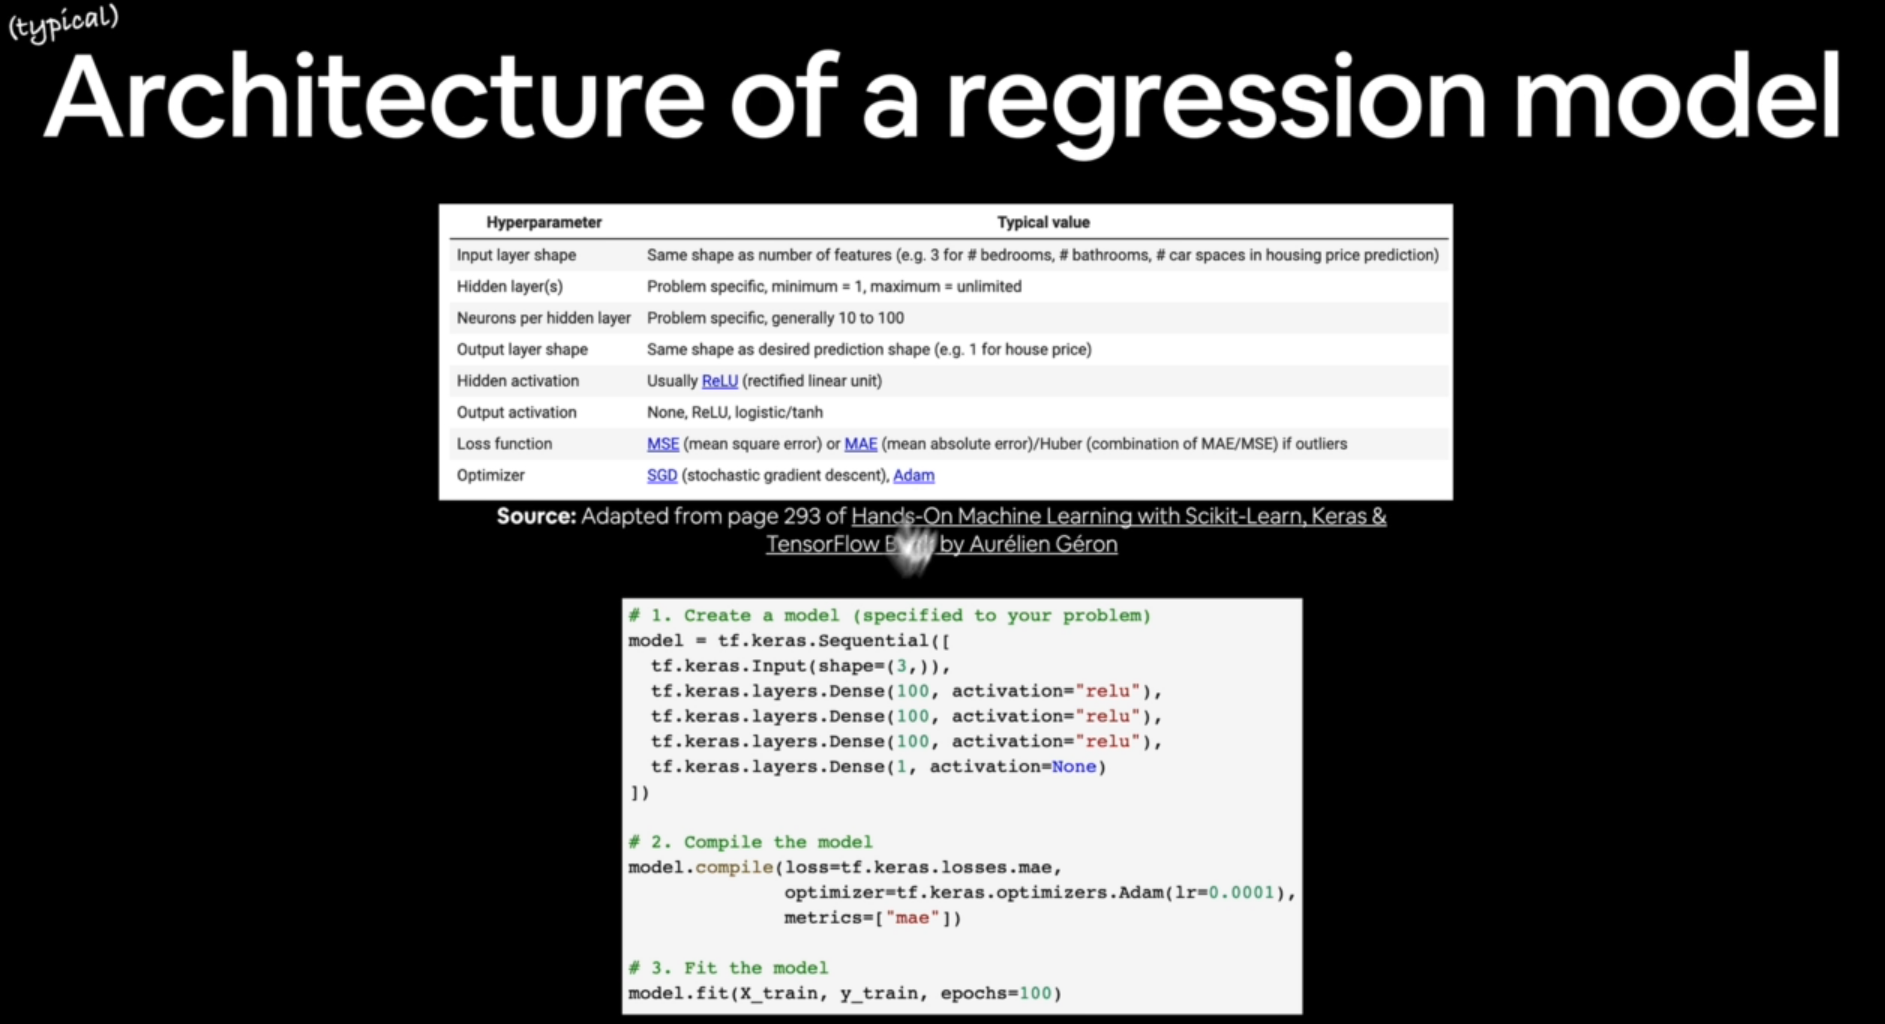 (typical)
Architecture of a regression model
Hyperparameter Typical value
Input layer shape Same shape as number of features (e.g. 3 for # bedrooms, # bathrooms, # car spaces in housing price prediction)
Hidden layer(s) Problem specific, minimum = 1, maximum = unlimited
Neurons per hidden layer Problem specific, generally 10 to 100
Output layer shape Same shape as desired prediction shape (e.g. 1 for house price)
Hidden activation Usually ReLU (rectified linear unit)
Output activation None, ReLU, logistic/tanh
Loss function MSE (mean square error) or MAE (mean absolute error)/Huber (combination of MAE/MSE) if outliers
Optimizer SGD (stochastic gradient descent), Adam
Source: Adapted from page 293 of Hands-On Machine Learning with Scikit-Learn, Keras &
TensorFlow by Aurélien Géron
# 1. Create a model (specified to your problem)
model = tf.keras.Sequential([
  tf.keras.Input(shape=(3,)),
  tf.keras.layers.Dense(100, activation="relu"),
  tf.keras.layers.Dense(100, activation="relu"),
  tf.keras.layers.Dense(100, activation="relu"),
  tf.keras.layers.Dense(1, activation=None)
])
# 2. Compile the model
model.compile(loss=tf.keras.losses.mae,
              optimizer=tf.keras.optimizers.Adam(lr=0.0001),
              metrics=["mae"])
# 3. Fit the model
model.fit(X_train, y_train, epochs=100)